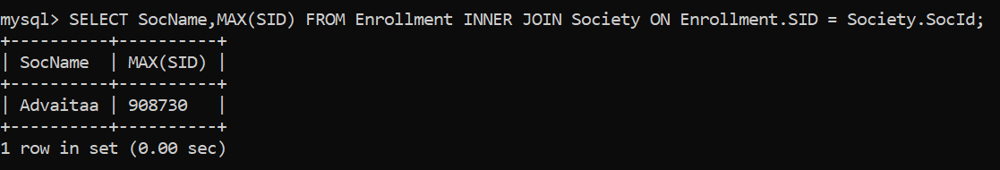 mysql> SELECT SocName,MAX(SID) FROM Enrollment INNER JOIN Society ON Enrollment.SID = Society.SocId;
+----------+----------+
| SocName  | MAX(SID) |
+----------+----------+
| Advaitaa | 908730   |
+----------+----------+
1 row in set (0.00 sec)